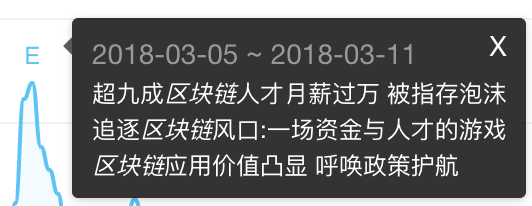 E
2018-03-05 ~ 2018-03-11
X
超九成区块链人才月薪过万 被指存泡沫
追逐区块链风口:一场资金与人才的游戏
区块链应用价值凸显 呼唤政策护航